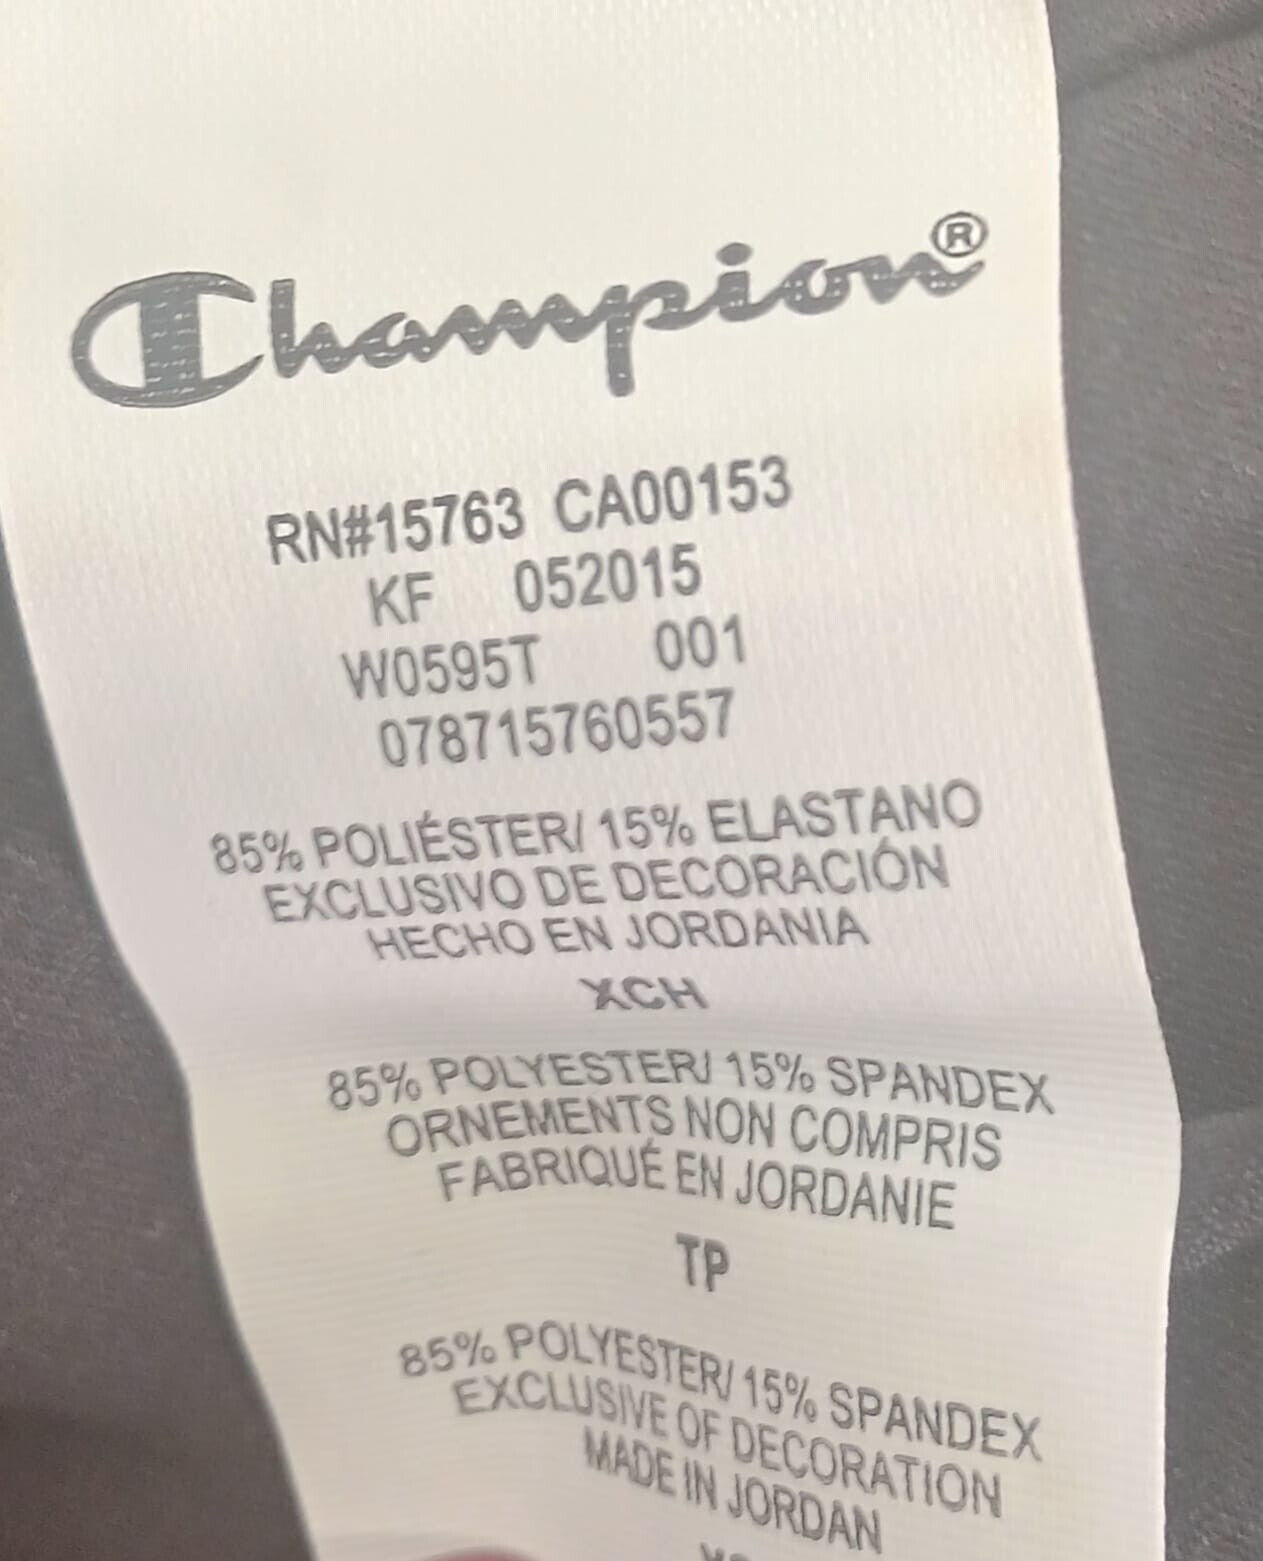 Champion®
RN#15763 CA00153
KF 052015
W0595T 001
078715760557
85% POLIÉSTER/ 15% ELASTANO
EXCLUSIVO DE DECORACIÓN
HECHO EN JORDANIA
XCH
85% POLYESTER/ 15% SPANDEX
ORNEMENTS NON COMPRIS
FABRIQUÉ EN JORDANIE
TP
85% POLYESTER/ 15% SPANDEX
EXCLUSIVE OF DECORATION
MADE IN JORDAN